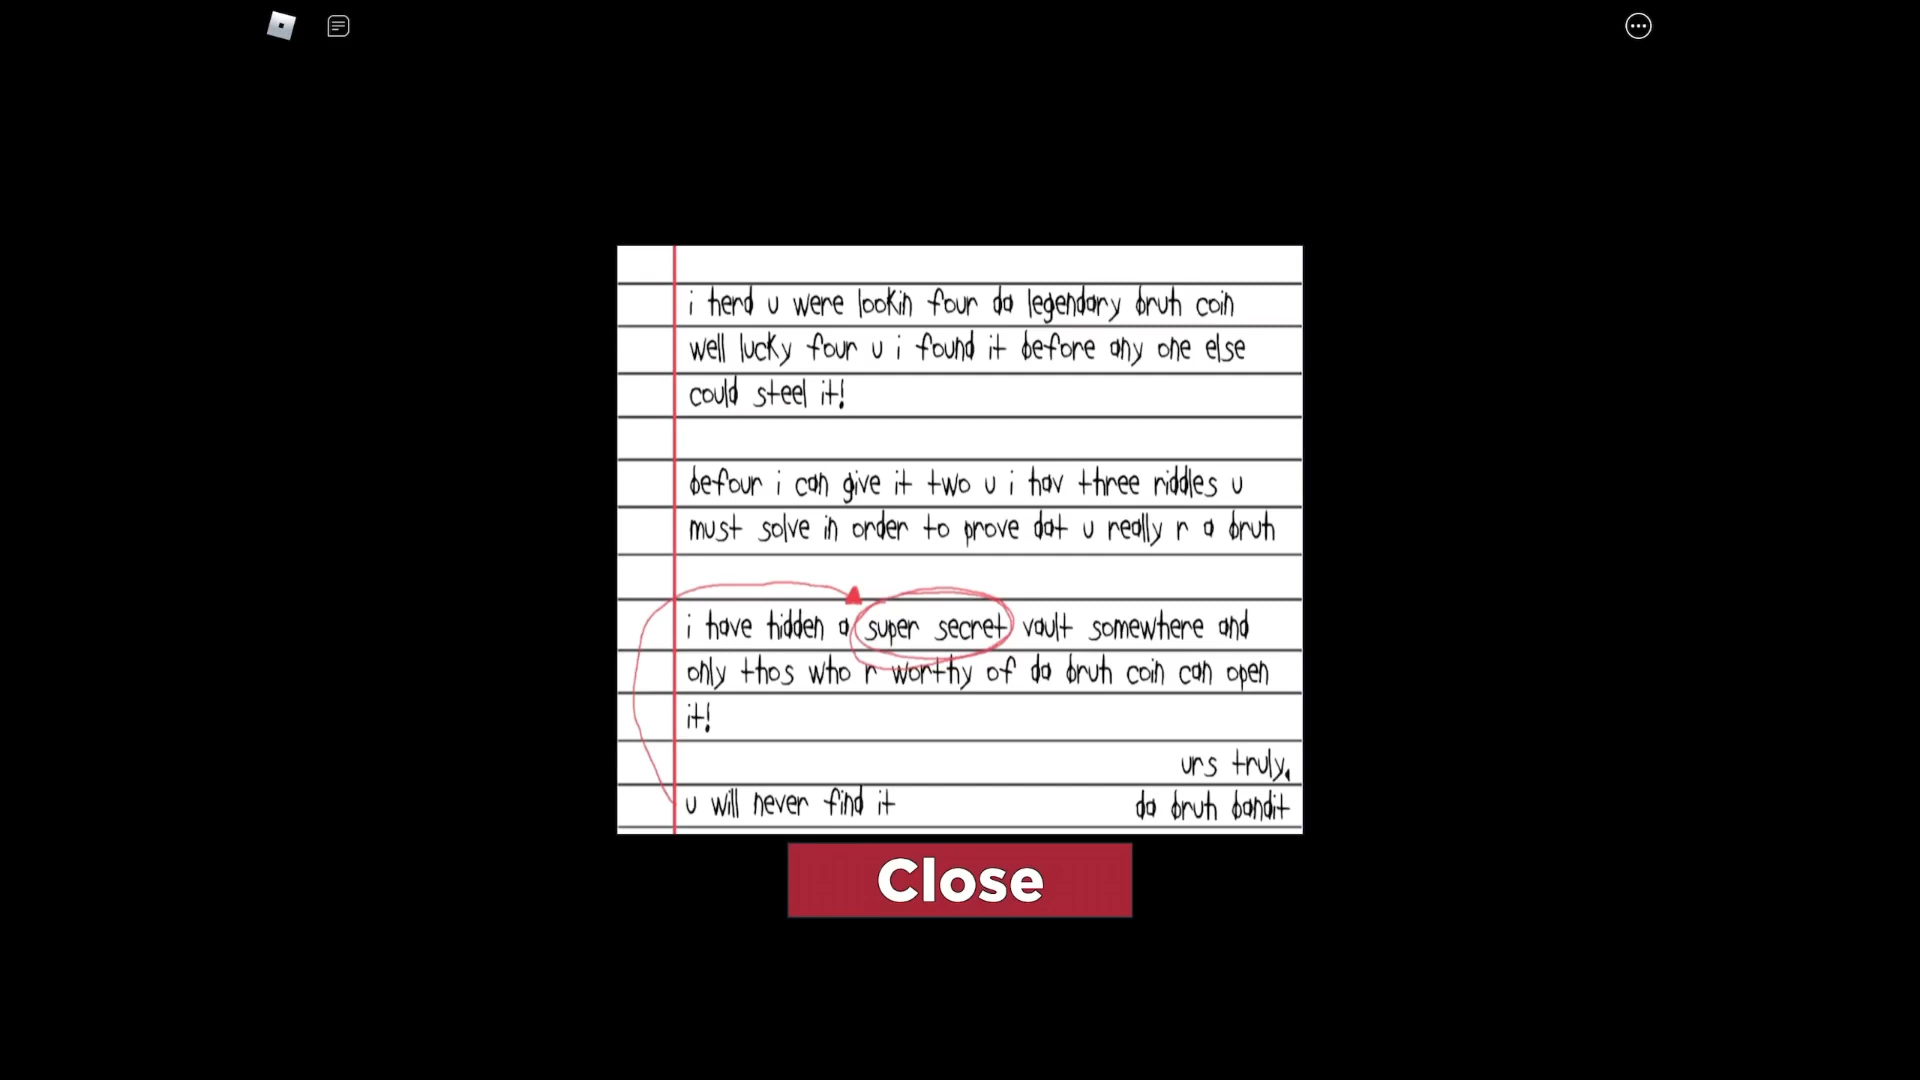 i herd u were lookin four da legendary bruh coin
well lucky four u i found it before any one else
could steel it!
befour i can give it two u i hav three riddles u
must solve in order to prove dat u really r a bruh
i have hidden a super secret vault somewhere and
only thos who r worthy of da bruh coin can open
it!
urs truly,
u will never find it
da bruh bandit
Close